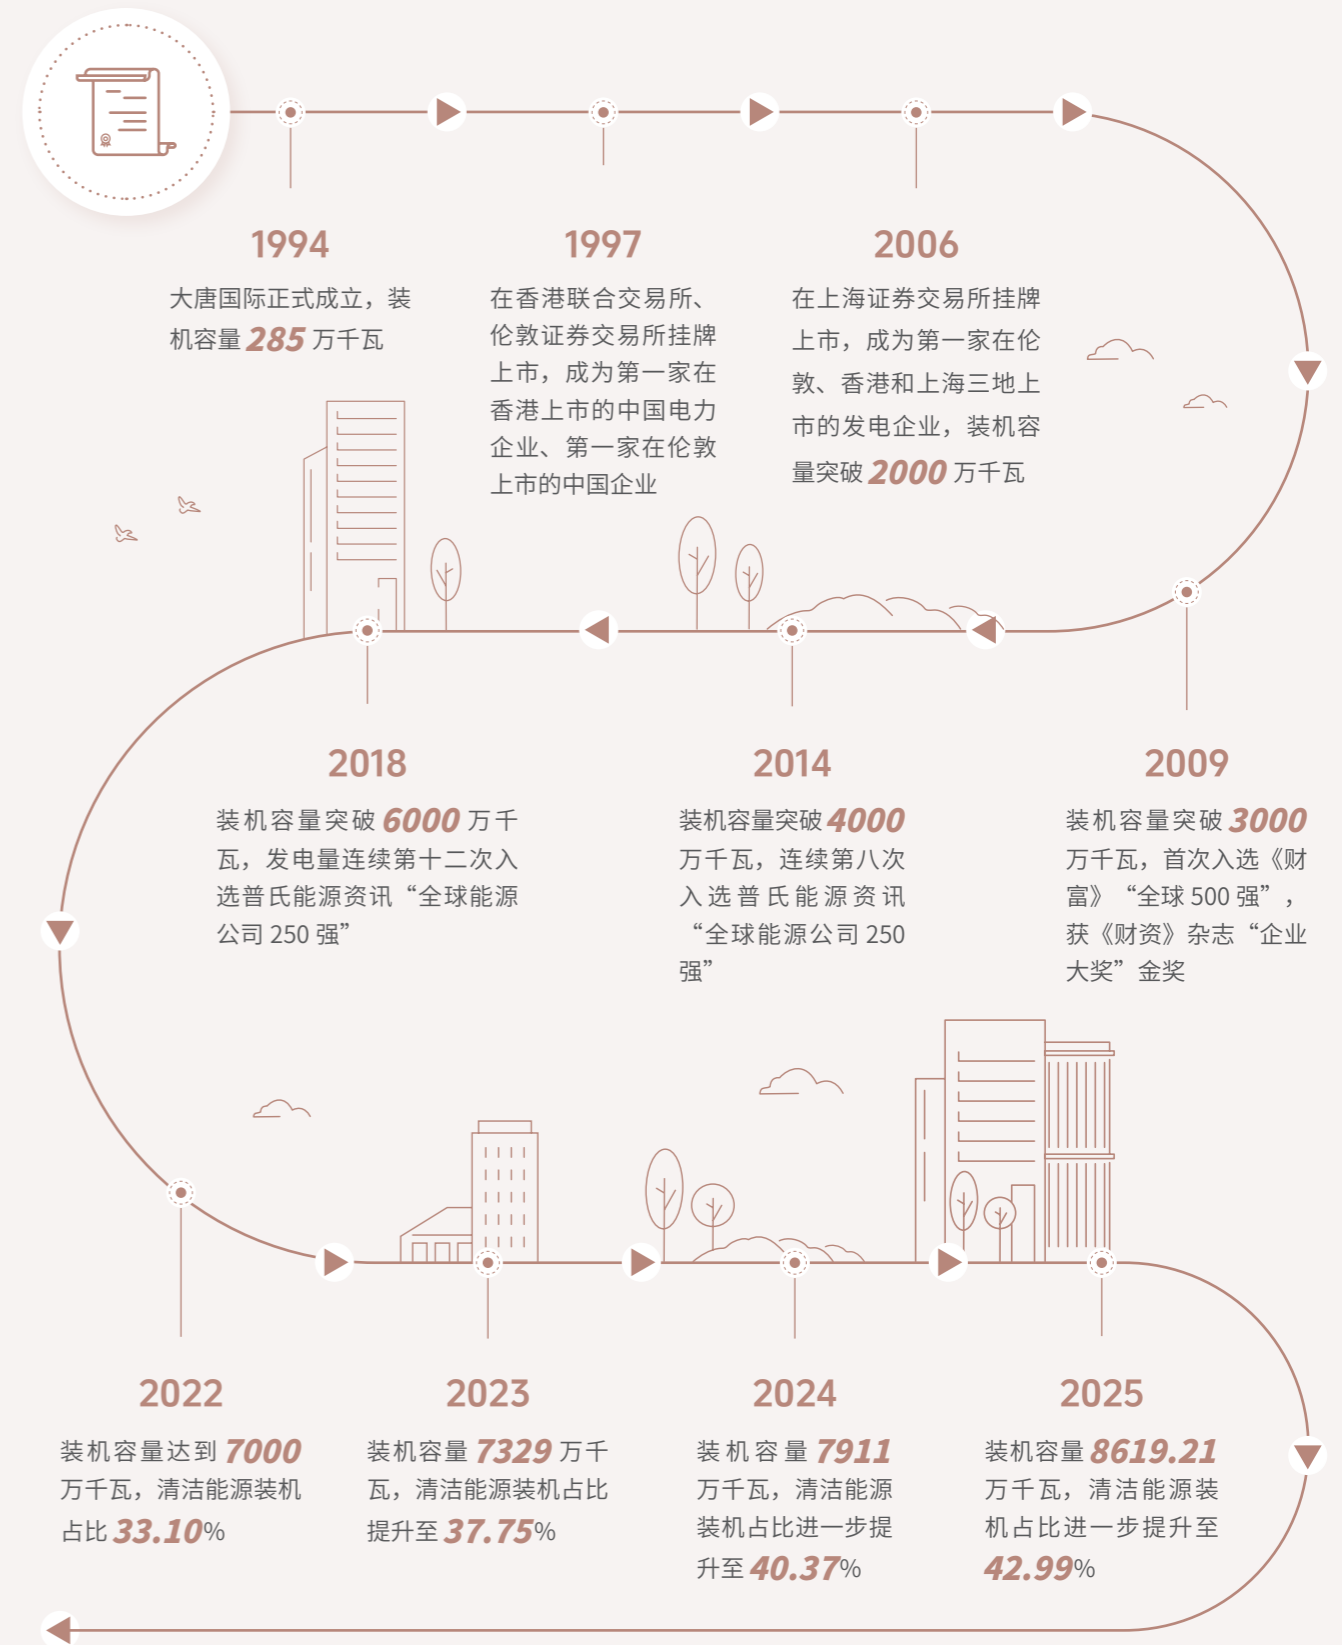 1994
大唐国际正式成立，装
机容量 285 万千瓦
1997
在香港联合交易所、
伦敦证券交易所挂牌
上市，成为第一家在
香港上市的中国电力
企业、第一家在伦敦
上市的中国企业
2006
在上海证券交易所挂牌
上市，成为第一家在伦
敦、香港和上海三地上
市的发电企业，装机容
量突破 2000 万千瓦
2009
装机容量突破 3000
万千瓦，首次入选《财
富》“全球 500 强”，
获《财资》杂志“企业
大奖”金奖
2014
装机容量突破 4000
万千瓦，连续第八次
入选普氏能源资讯
“全球能源公司 250
强”
2018
装机容量突破 6000 万千
瓦，发电量连续第十二次入
选普氏能源资讯“全球能源
公司 250 强”
2022
装机容量达到 7000
万千瓦，清洁能源装机
占比 33.10%
2023
装机容量 7329 万千
瓦，清洁能源装机占比
提升至 37.75%
2024
装机容量 7911
万千瓦，清洁能源
装机占比进一步提
升至 40.37%
2025
装机容量 8619.21
万千瓦，清洁能源装
机占比进一步提升至
42.99%